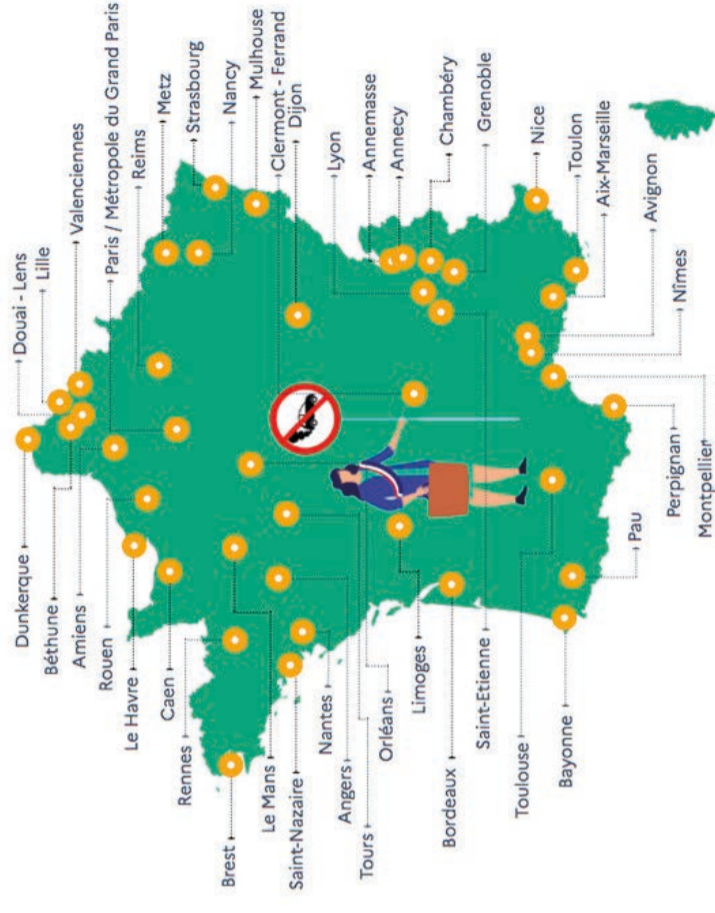 Dunkerque
Béthune
Amiens
Rouen
Le Havre
Caen
Rennes
Brest
Le Mans
Saint-Nazaire
Nantes
Angers
Tours
Orléans
Limoges
Bordeaux
Saint-Etienne
Toulouse
Bayonne
Pau
Perpignan
Montpellier
Nîmes
Avignon
Aix-Marseille
Toulon
Nice
Grenoble
Chambéry
Annecy
Annemasse
Lyon
Dijon
Clermont - Ferrand
Mulhouse
Nancy
Strasbourg
Metz
Reims
Paris / Métropole du Grand Paris
Valenciennes
Lille
Douai - Lens